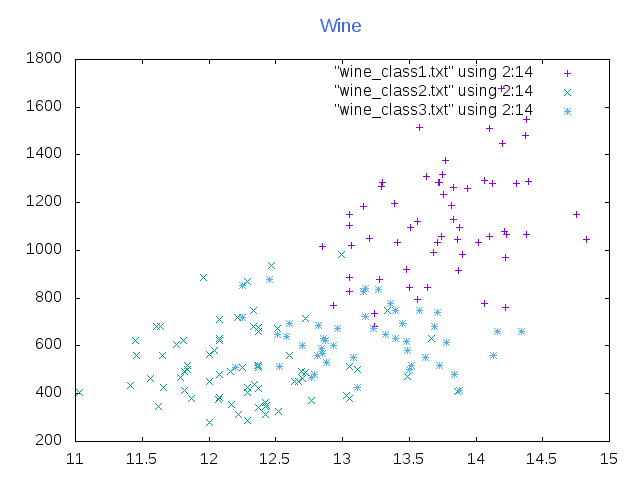 Wine
1800
1600
1400
1200
1000
800
600
400
200
"wine_class1.txt" using 2:14
"wine_class2.txt" using 2:14
"wine_class3.txt" using 2:14
11 11.5 12 12.5 13 13.5 14 14.5 15